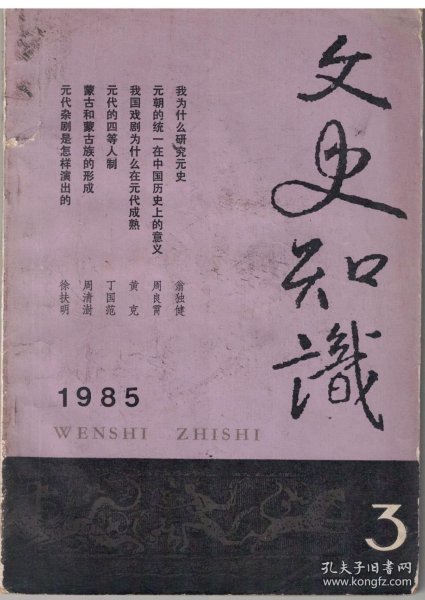 文史知識
我为什么研究元史 翁独健
元朝的统一在中国历史上的意义 周良霄
我国戏剧为什么在元代成熟 黄克
元代的四等人制 丁国范
蒙古和蒙古族的形成 周清澍
元代杂剧是怎样演出的 徐扶明
1985
WENSHI ZHISHI
3
孔夫子旧书网
www.kongfz.com